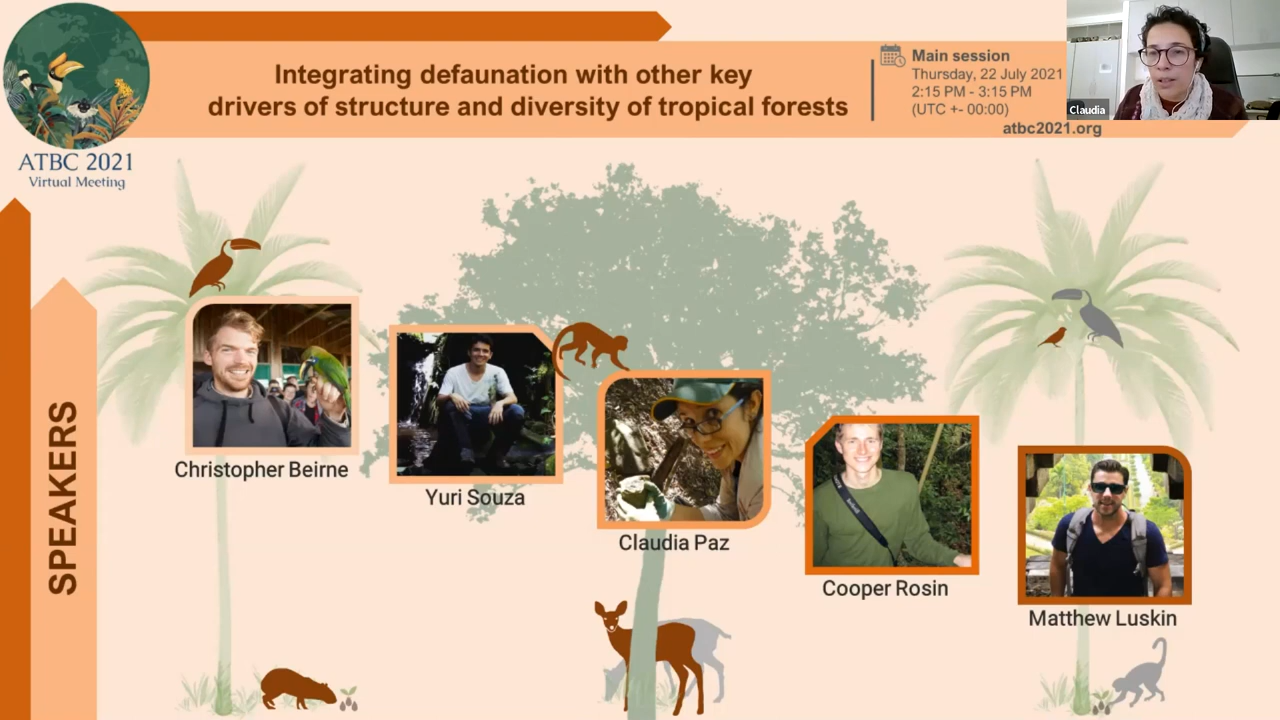 Integrating defaunation with other key
drivers of structure and diversity of tropical forests
Main session
Thursday, 22 July 2021
2:15 PM - 3:15 PM
(UTC +- 00:00)
atbc2021.org
Claudia
ATBC 2021
Virtual Meeting
SPEAKERS
Christopher Beirne
Yuri Souza
Claudia Paz
Cooper Rosin
Matthew Luskin